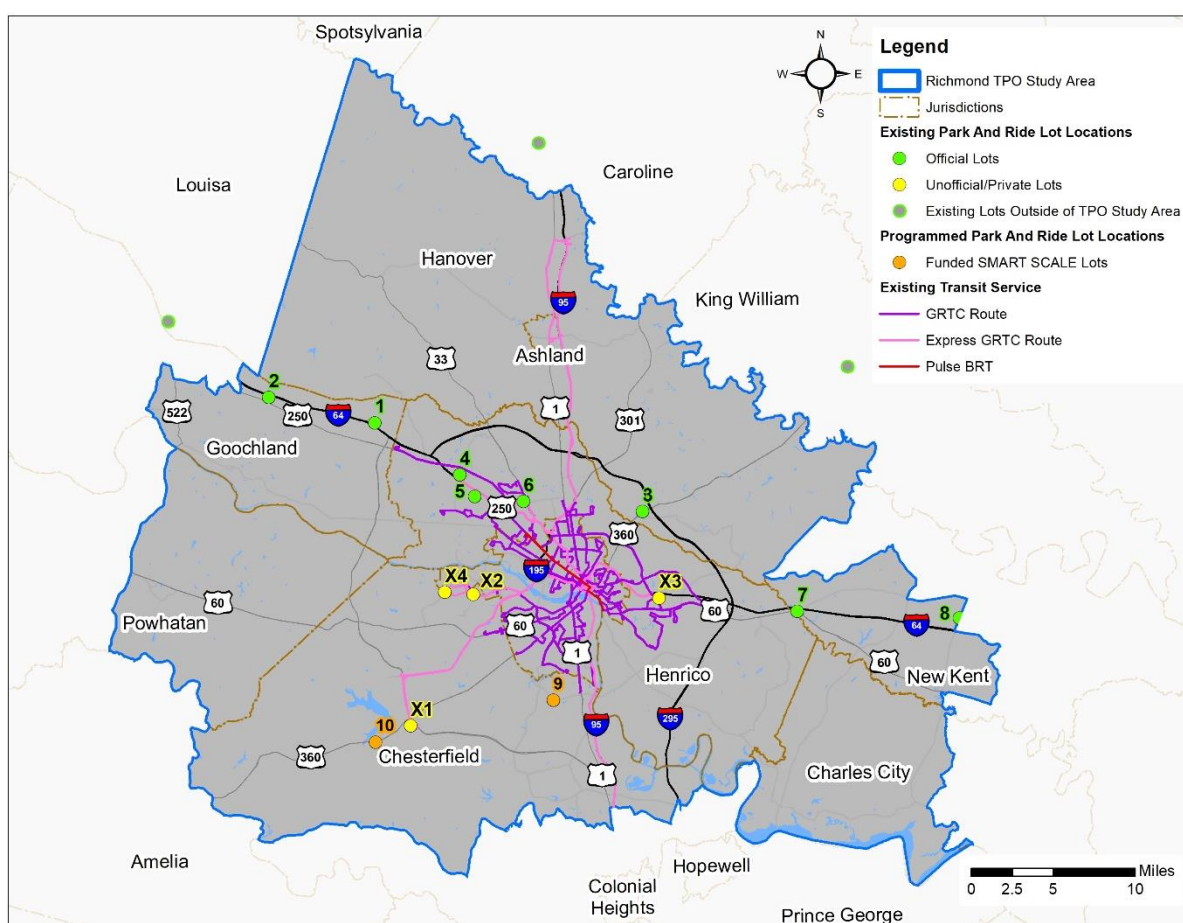 Spotsylvania
N
W
E
S
Legend
Richmond TPO Study Area
Jurisdictions
Existing Park And Ride Lot Locations
Official Lots
Unofficial/Private Lots
Existing Lots Outside of TPO Study Area
Programmed Park And Ride Lot Locations
Funded SMART SCALE Lots
Existing Transit Service
GRTC Route
Express GRTC Route
Pulse BRT
Caroline
Louisa
Hanover
King William
95
33
Ashland
2
522
250
64
1
1
301
Goochland
4
5
250
6
3
360
195
X4
X2
X3
60
60
7
8
Powhatan
60
64
1
60
Henrico
New Kent
9
X1
10
295
95
360
Chesterfield
1
Charles City
Amelia
Hopewell
Colonial
Heights
Prince George
Miles
0 2.5 5 10